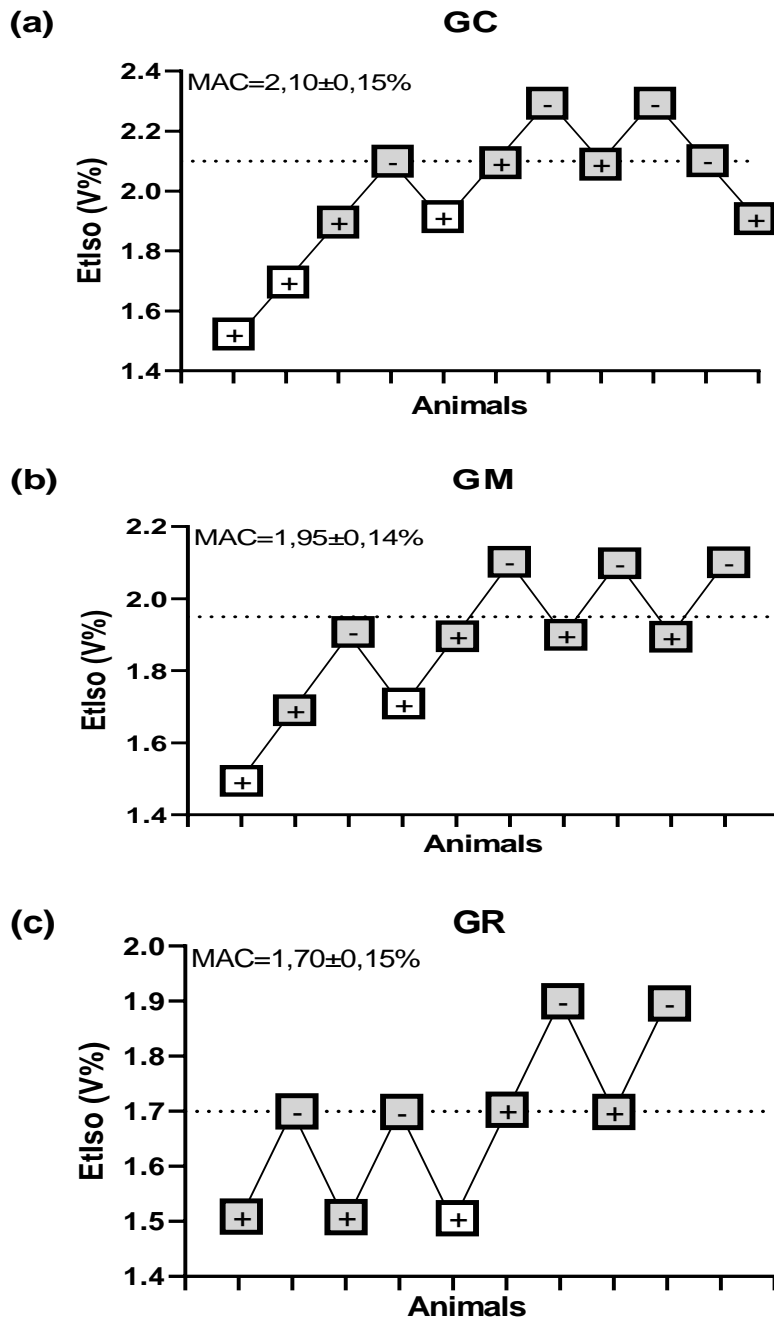 (a) GC
MAC=2,10±0,15%
2.4
2.2
2.0
1.8
1.6
1.4
EtIso (V%)
+ + + - + + - + - - +
Animals
(b) GM
MAC=1,95±0,14%
2.2
2.0
1.8
1.6
1.4
EtIso (V%)
+ + - + + - + - + -
Animals
(c) GR
MAC=1,70±0,15%
2.0
1.9
1.8
1.7
1.6
1.5
1.4
EtIso (V%)
+ - + - + + - + -
Animals